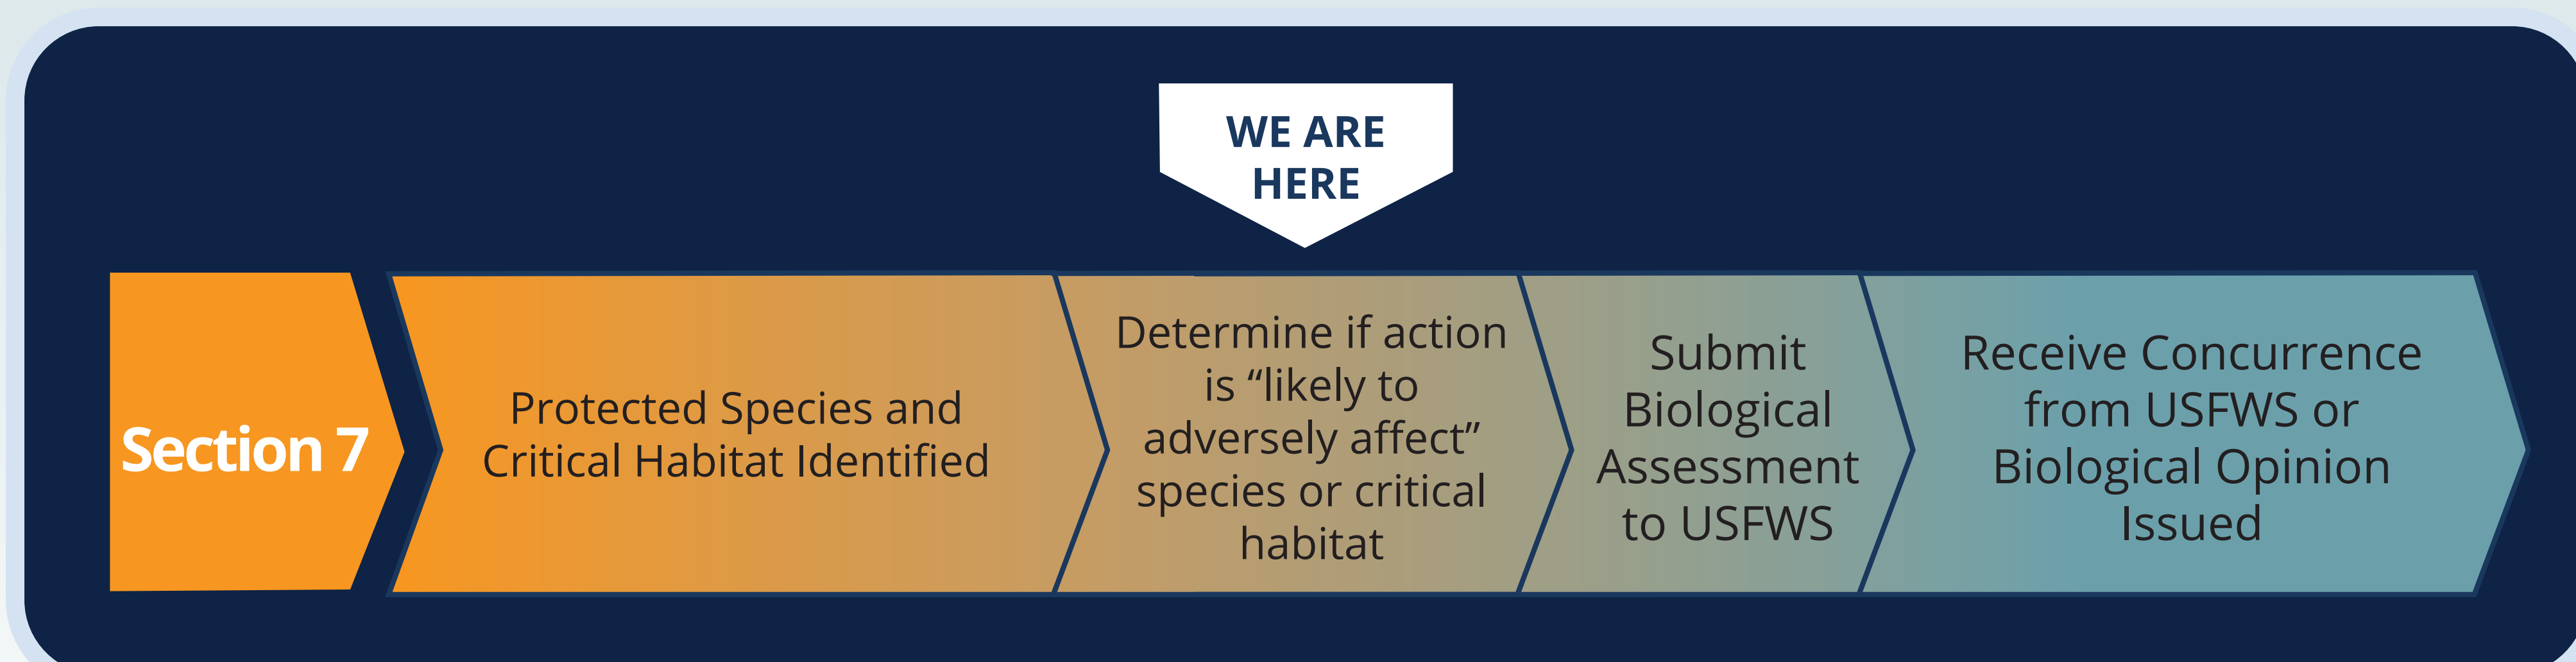 WE ARE
HERE
Section 7
Protected Species and
Critical Habitat Identified
Determine if action
is “likely to
adversely affect”
species or critical
habitat
Submit
Biological
Assessment
to USFWS
Receive Concurrence
from USFWS or
Biological Opinion
Issued